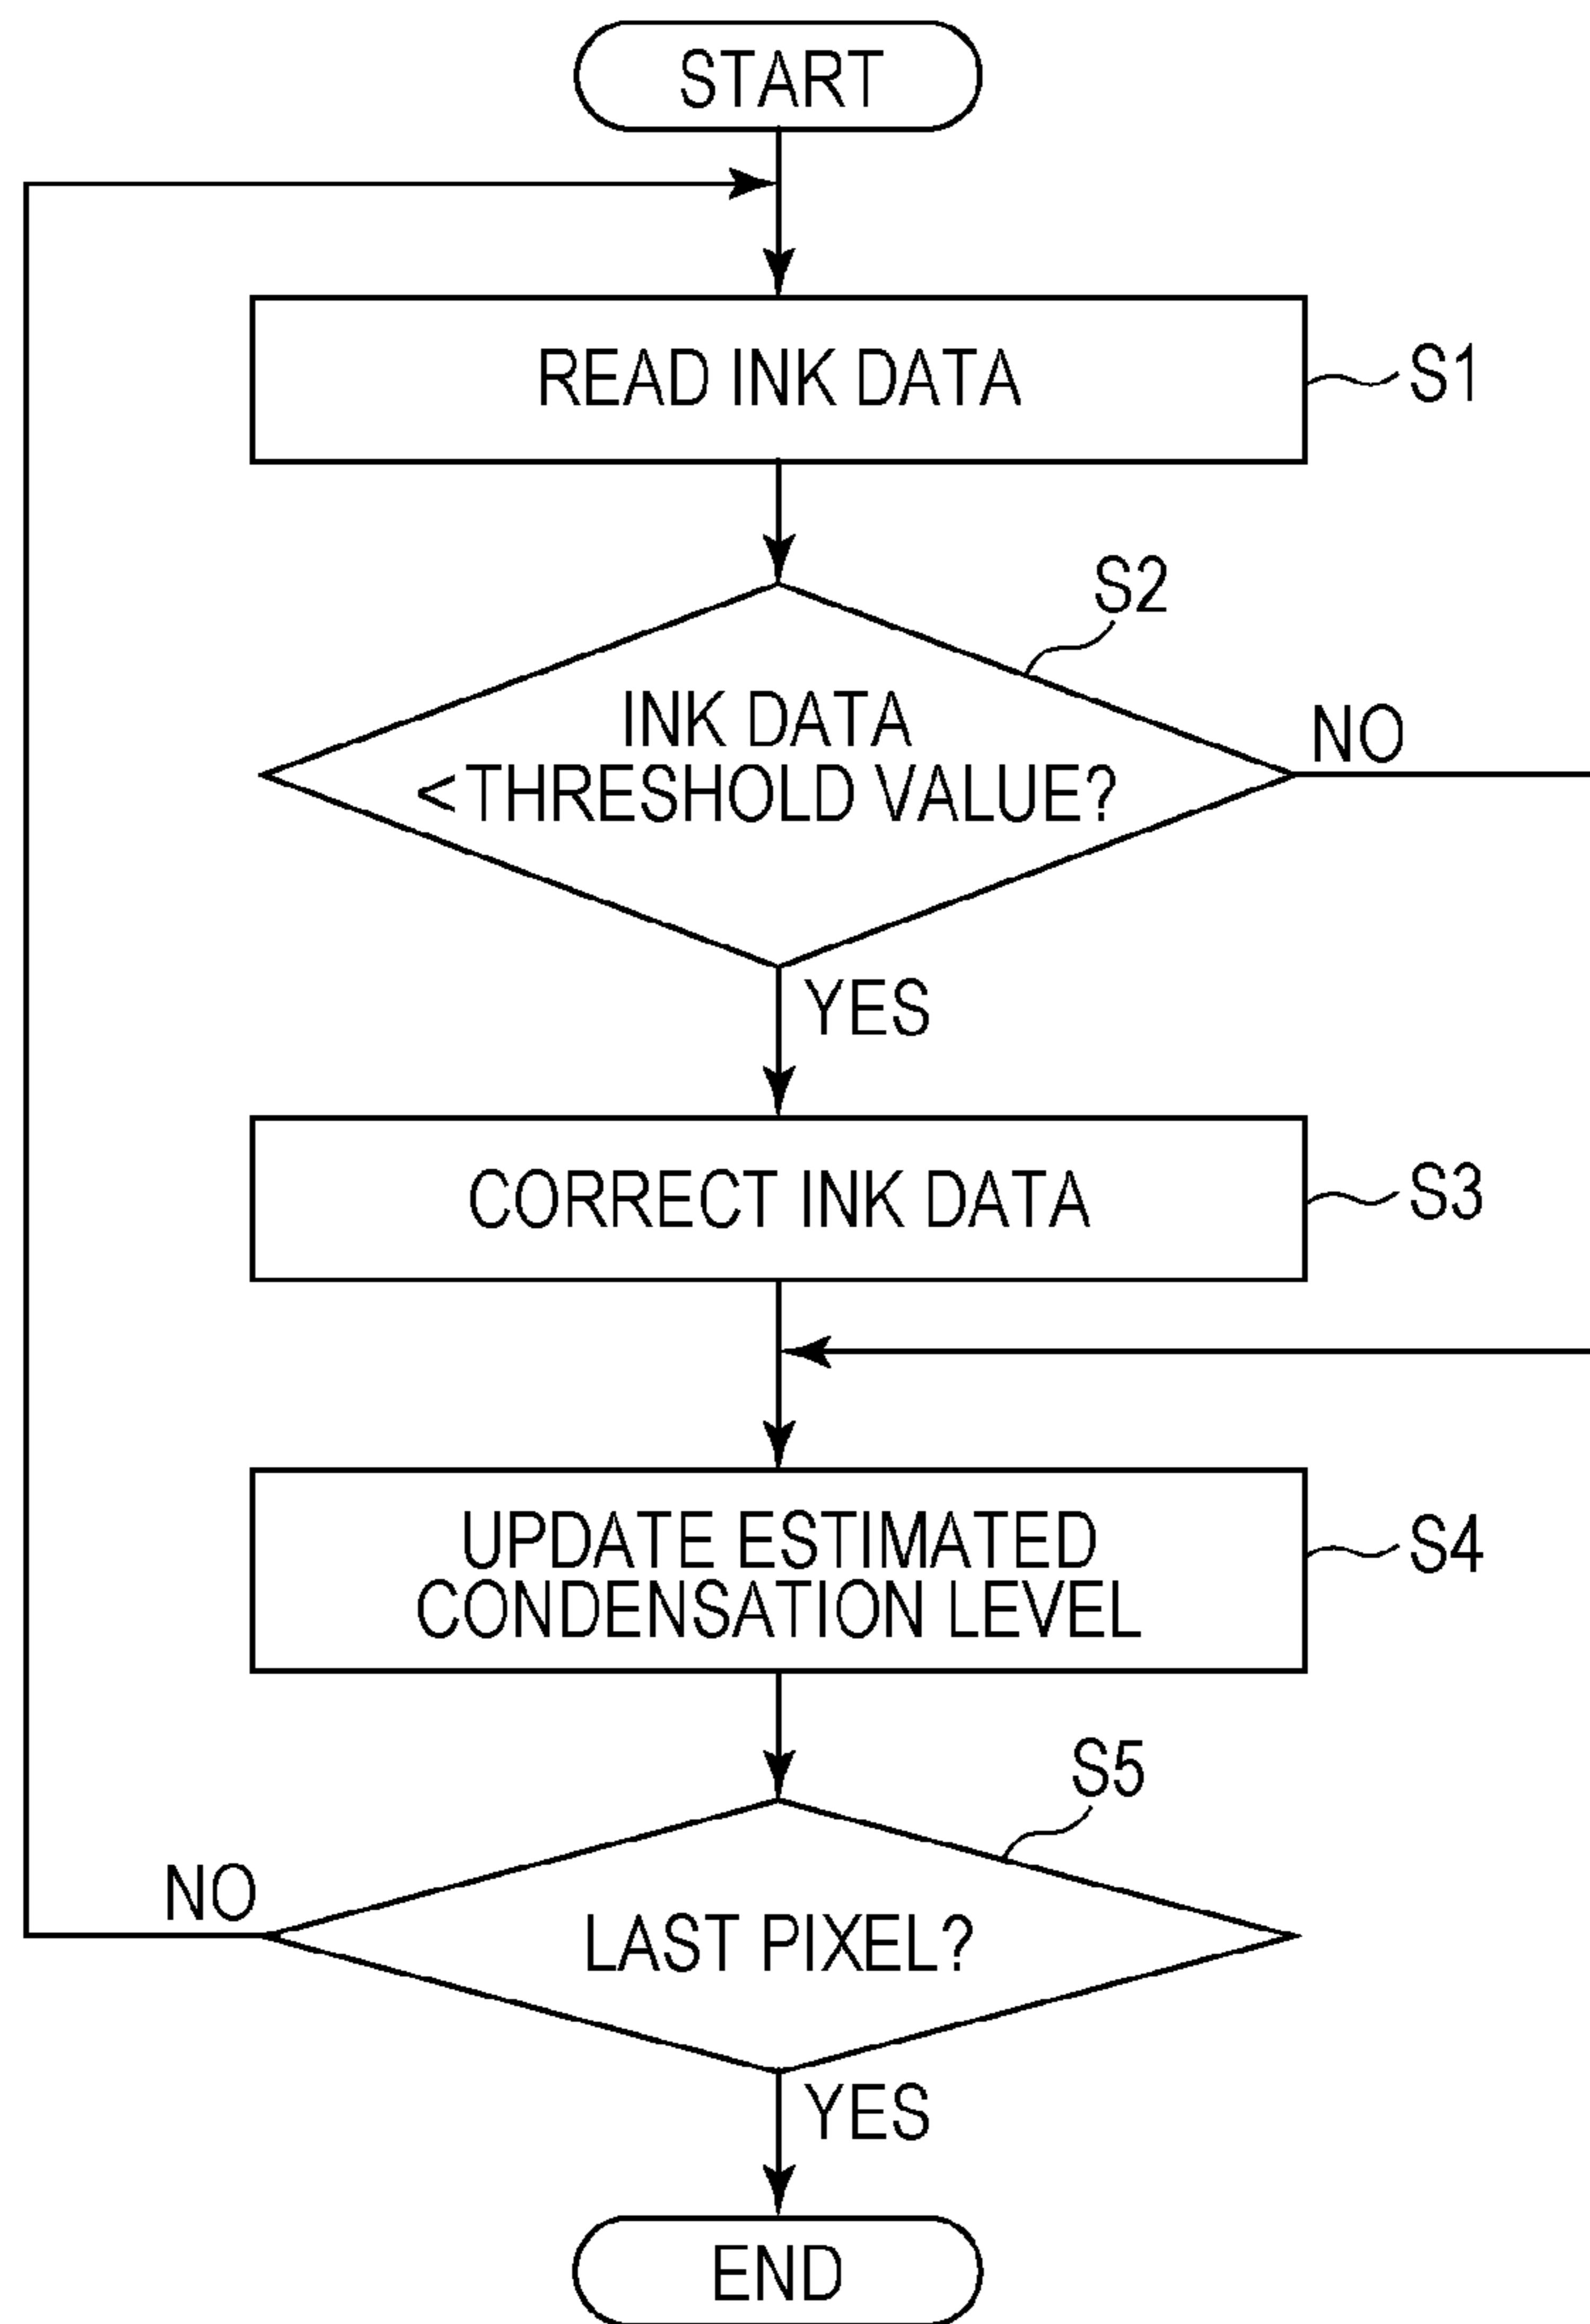 START
READ INK DATA
S1
S2
INK DATA
< THRESHOLD VALUE?
NO
YES
CORRECT INK DATA
S3
UPDATE ESTIMATED
CONDENSATION LEVEL
S4
S5
NO
LAST PIXEL?
YES
END